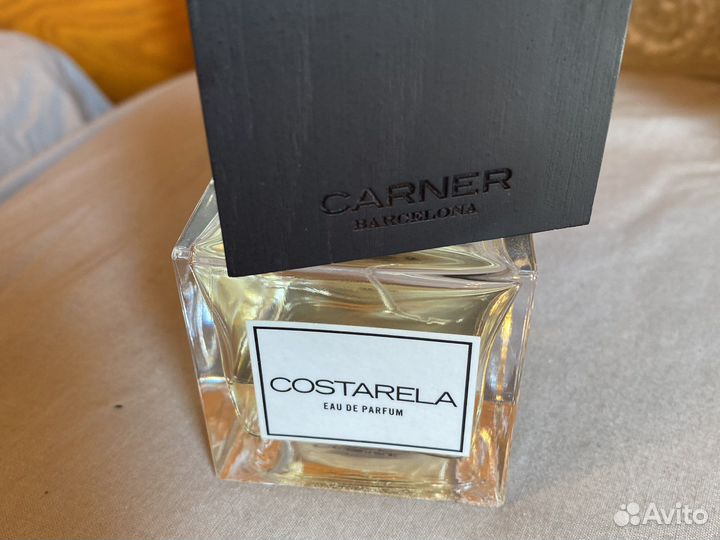 CARNER
BARCELONA
COSTARELA
EAU DE PARFUM
Avito